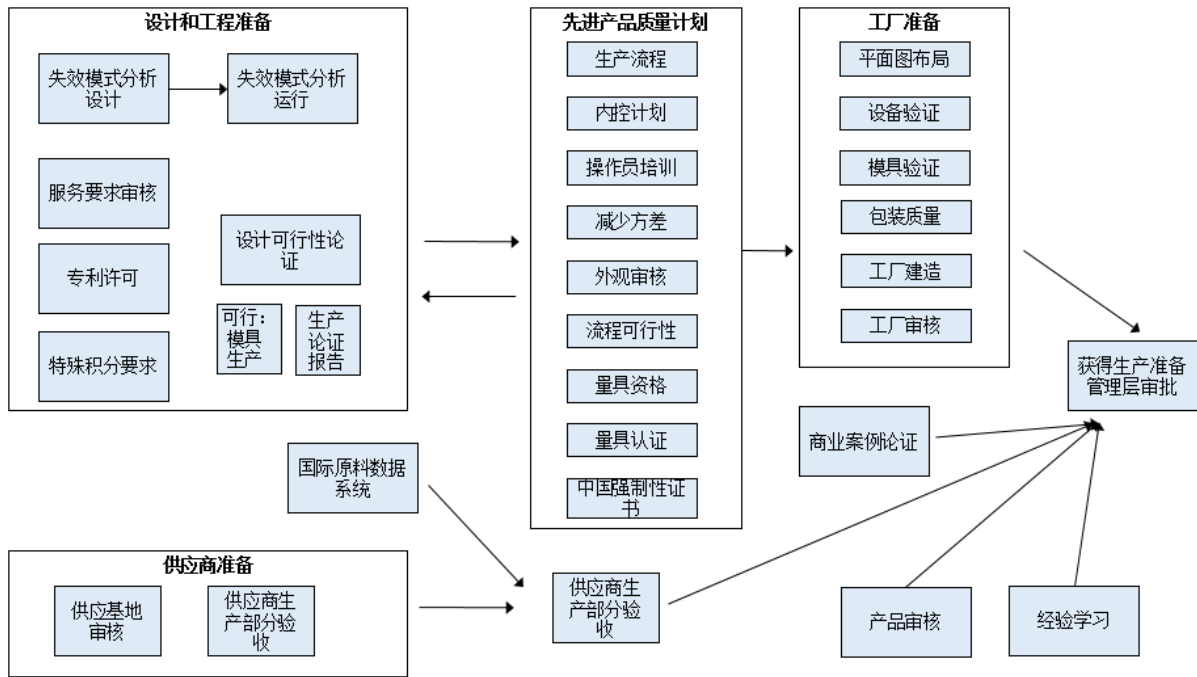 设计和工程准备
失效模式分析
设计
失效模式分析
运行
服务要求审核
专利许可
特殊积分要求
设计可行性论
证
可行：
模具
生产
生产
论证
报告
先进产品质量计划
生产流程
内控计划
操作员培训
减少方差
外观审核
流程可行性
量具资格
量具认证
中国强制性证
书
工厂准备
平面图布局
设备验证
模具验证
包装质量
工厂建造
工厂审核
获得生产准备
管理层审批
商业案例论证
国际原料数据
系统
供应商准备
供应基地
审核
供应商生
产部分验
收
供应商生
产部分验
收
产品审核
经验学习